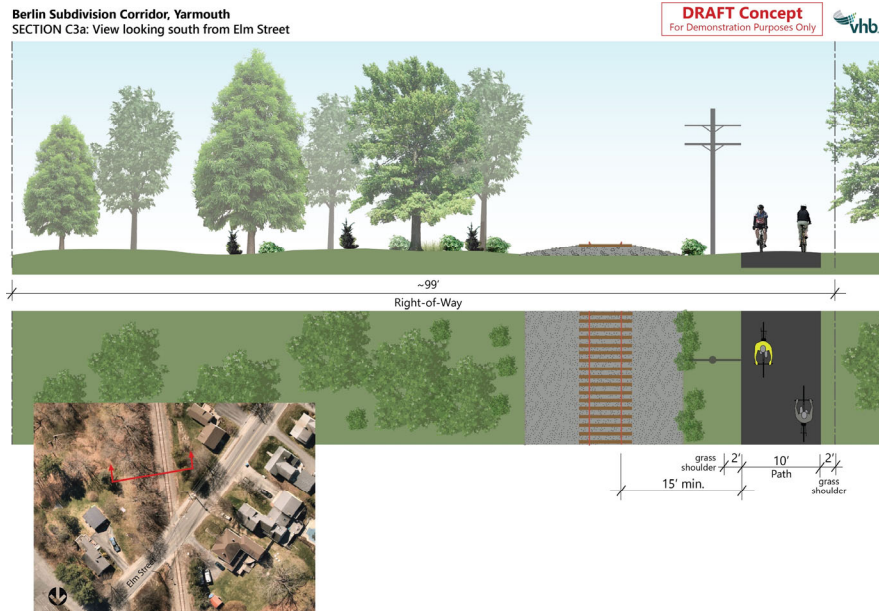 Berlin Subdivision Corridor, Yarmouth
SECTION C3a: View looking south from Elm Street
DRAFT Concept
For Demonstration Purposes Only
vhb
~99'
Right-of-Way
grass
shoulder
2'
10'
Path
2'
grass
shoulder
15' min.
Elm Street